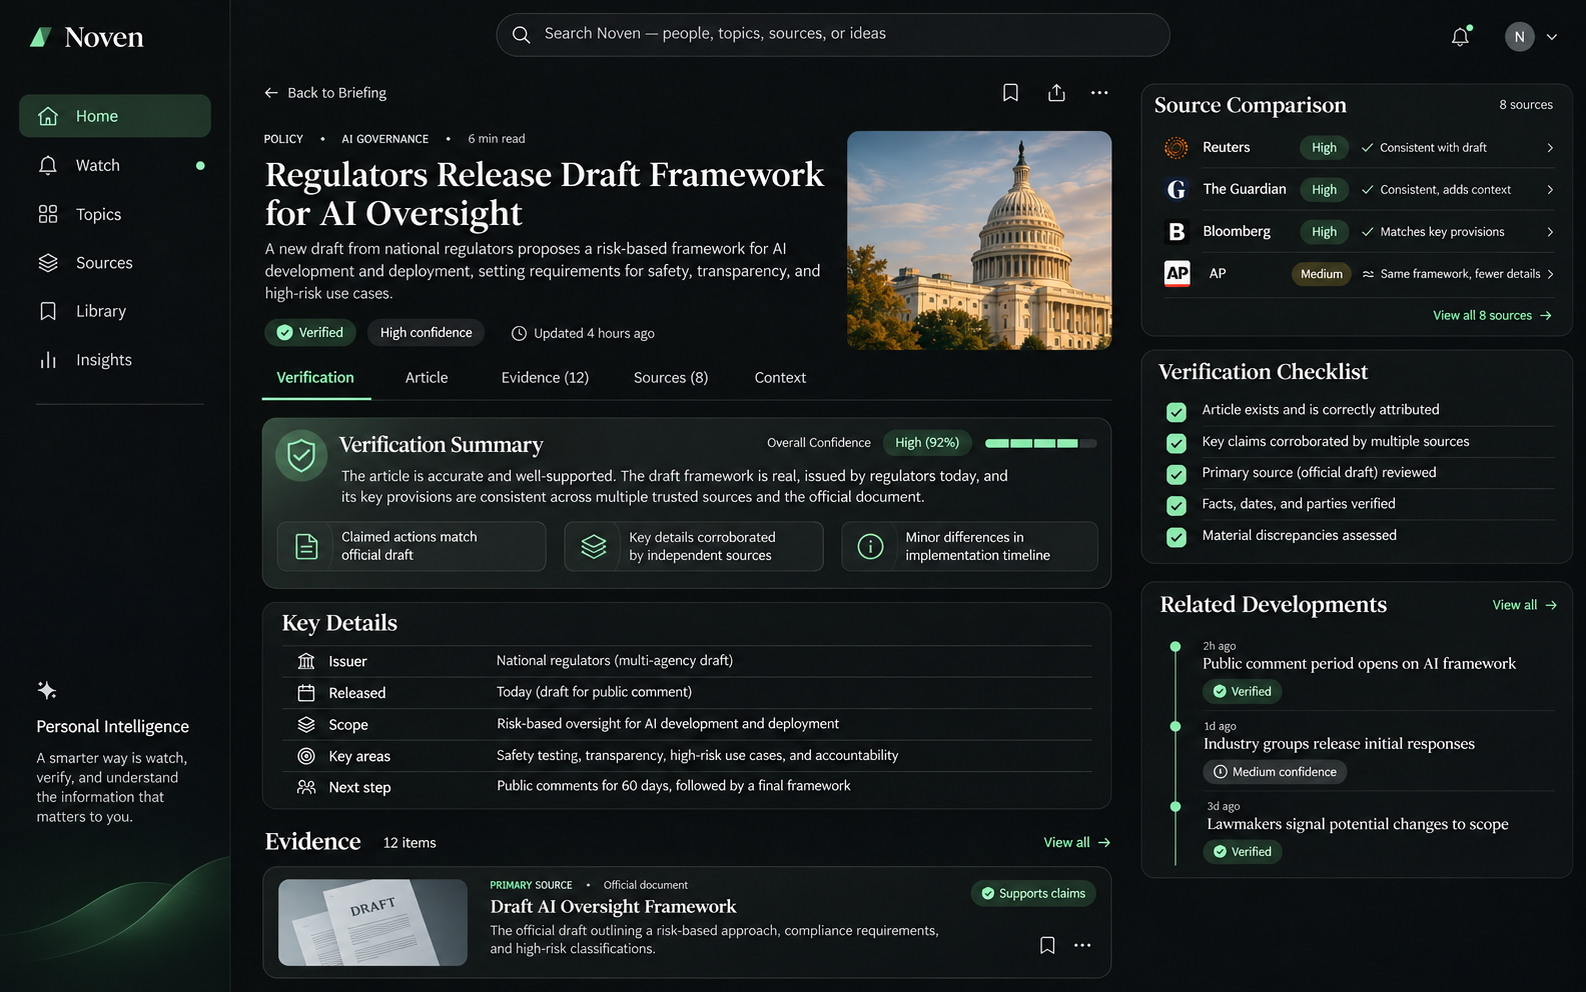 Noven
Search Noven — people, topics, sources, or ideas
N
Home
Watch
Topics
Sources
Library
Insights
Personal Intelligence
A smarter way is watch,
verify, and understand
the information that
matters to you.
Back to Briefing
POLICY • AI GOVERNANCE • 6 min read
Regulators Release Draft Framework
for AI Oversight
A new draft from national regulators proposes a risk-based framework for AI
development and deployment, setting requirements for safety, transparency, and
high-risk use cases.
Verified
High confidence
Updated 4 hours ago
Verification
Article
Evidence (12)
Sources (8)
Context
Verification Summary
Overall Confidence
High (92%)
The article is accurate and well-supported. The draft framework is real, issued by regulators today, and
its key provisions are consistent across multiple trusted sources and the official document.
Claimed actions match
official draft
Key details corroborated
by independent sources
Minor differences in
implementation timeline
Key Details
Issuer National regulators (multi-agency draft)
Released Today (draft for public comment)
Scope Risk-based oversight for AI development and deployment
Key areas Safety testing, transparency, high-risk use cases, and accountability
Next step Public comments for 60 days, followed by a final framework
Evidence 12 items
View all →
DRAFT
PRIMARY SOURCE • Official document
Draft AI Oversight Framework
The official draft outlining a risk-based approach, compliance requirements,
and high-risk classifications.
Supports claims
Source Comparison
8 sources
Reuters High Consistent with draft
G The Guardian High Consistent, adds context
B Bloomberg High Matches key provisions
AP AP Medium Same framework, fewer details
View all 8 sources →
Verification Checklist
Article exists and is correctly attributed
Key claims corroborated by multiple sources
Primary source (official draft) reviewed
Facts, dates, and parties verified
Material discrepancies assessed
Related Developments
View all →
2h ago
Public comment period opens on AI framework
Verified
1d ago
Industry groups release initial responses
Medium confidence
3d ago
Lawmakers signal potential changes to scope
Verified